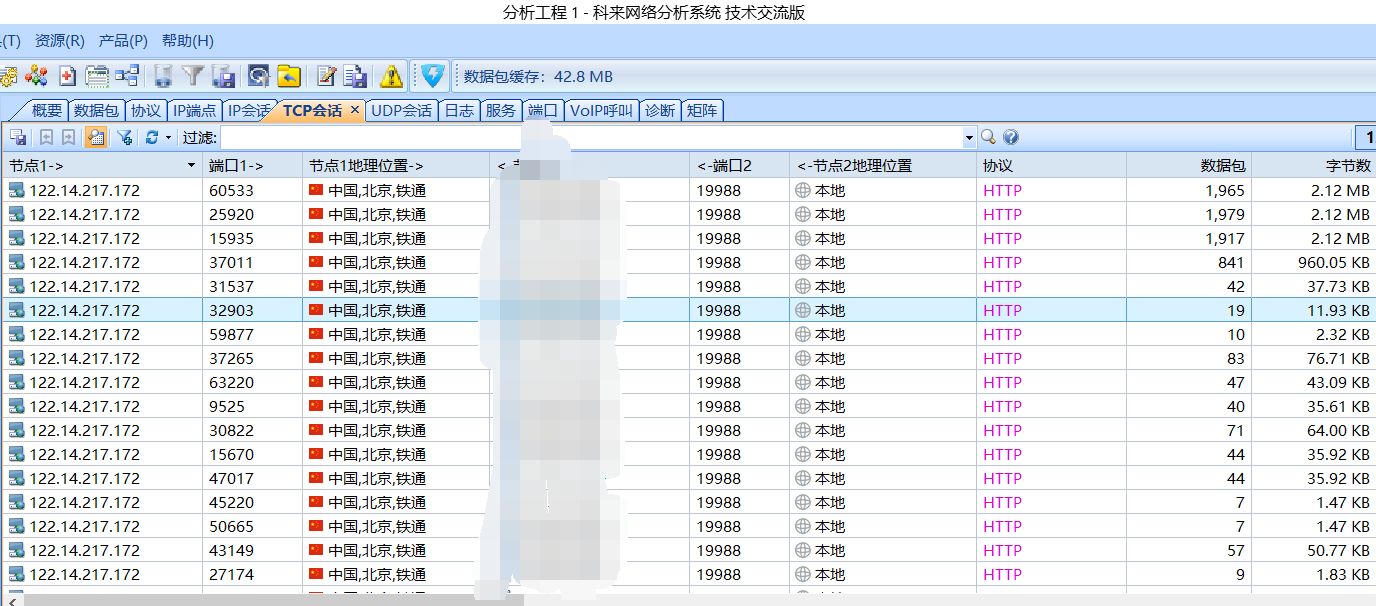 分析工程 1 - 科来网络分析系统 技术交流版
(T) 资源(R) 产品(P) 帮助(H)
数据包缓存：42.8 MB
概要 数据包 协议 IP端点 IP会话 TCP会话 × UDP会话 日志 服务 端口 VoIP呼叫 诊断 矩阵
过滤: 1
节点1-> 端口1-> 节点1地理位置-> <- <-端口2 <-节点2地理位置 协议 数据包 字节数
122.14.217.172 60533 中国,北京,铁通 19988 本地 HTTP 1,965 2.12 MB
122.14.217.172 25920 中国,北京,铁通 19988 本地 HTTP 1,979 2.12 MB
122.14.217.172 15935 中国,北京,铁通 19988 本地 HTTP 1,917 2.12 MB
122.14.217.172 37011 中国,北京,铁通 19988 本地 HTTP 841 960.05 KB
122.14.217.172 31537 中国,北京,铁通 19988 本地 HTTP 42 37.73 KB
122.14.217.172 32903 中国,北京,铁通 19988 本地 HTTP 19 11.93 KB
122.14.217.172 59877 中国,北京,铁通 19988 本地 HTTP 10 2.32 KB
122.14.217.172 37265 中国,北京,铁通 19988 本地 HTTP 83 76.71 KB
122.14.217.172 63220 中国,北京,铁通 19988 本地 HTTP 47 43.09 KB
122.14.217.172 9525 中国,北京,铁通 19988 本地 HTTP 40 35.61 KB
122.14.217.172 30822 中国,北京,铁通 19988 本地 HTTP 71 64.00 KB
122.14.217.172 15670 中国,北京,铁通 19988 本地 HTTP 44 35.92 KB
122.14.217.172 47017 中国,北京,铁通 19988 本地 HTTP 44 35.92 KB
122.14.217.172 45220 中国,北京,铁通 19988 本地 HTTP 7 1.47 KB
122.14.217.172 50665 中国,北京,铁通 19988 本地 HTTP 7 1.47 KB
122.14.217.172 43149 中国,北京,铁通 19988 本地 HTTP 57 50.77 KB
122.14.217.172 27174 中国,北京,铁通 19988 本地 HTTP 9 1.83 KB